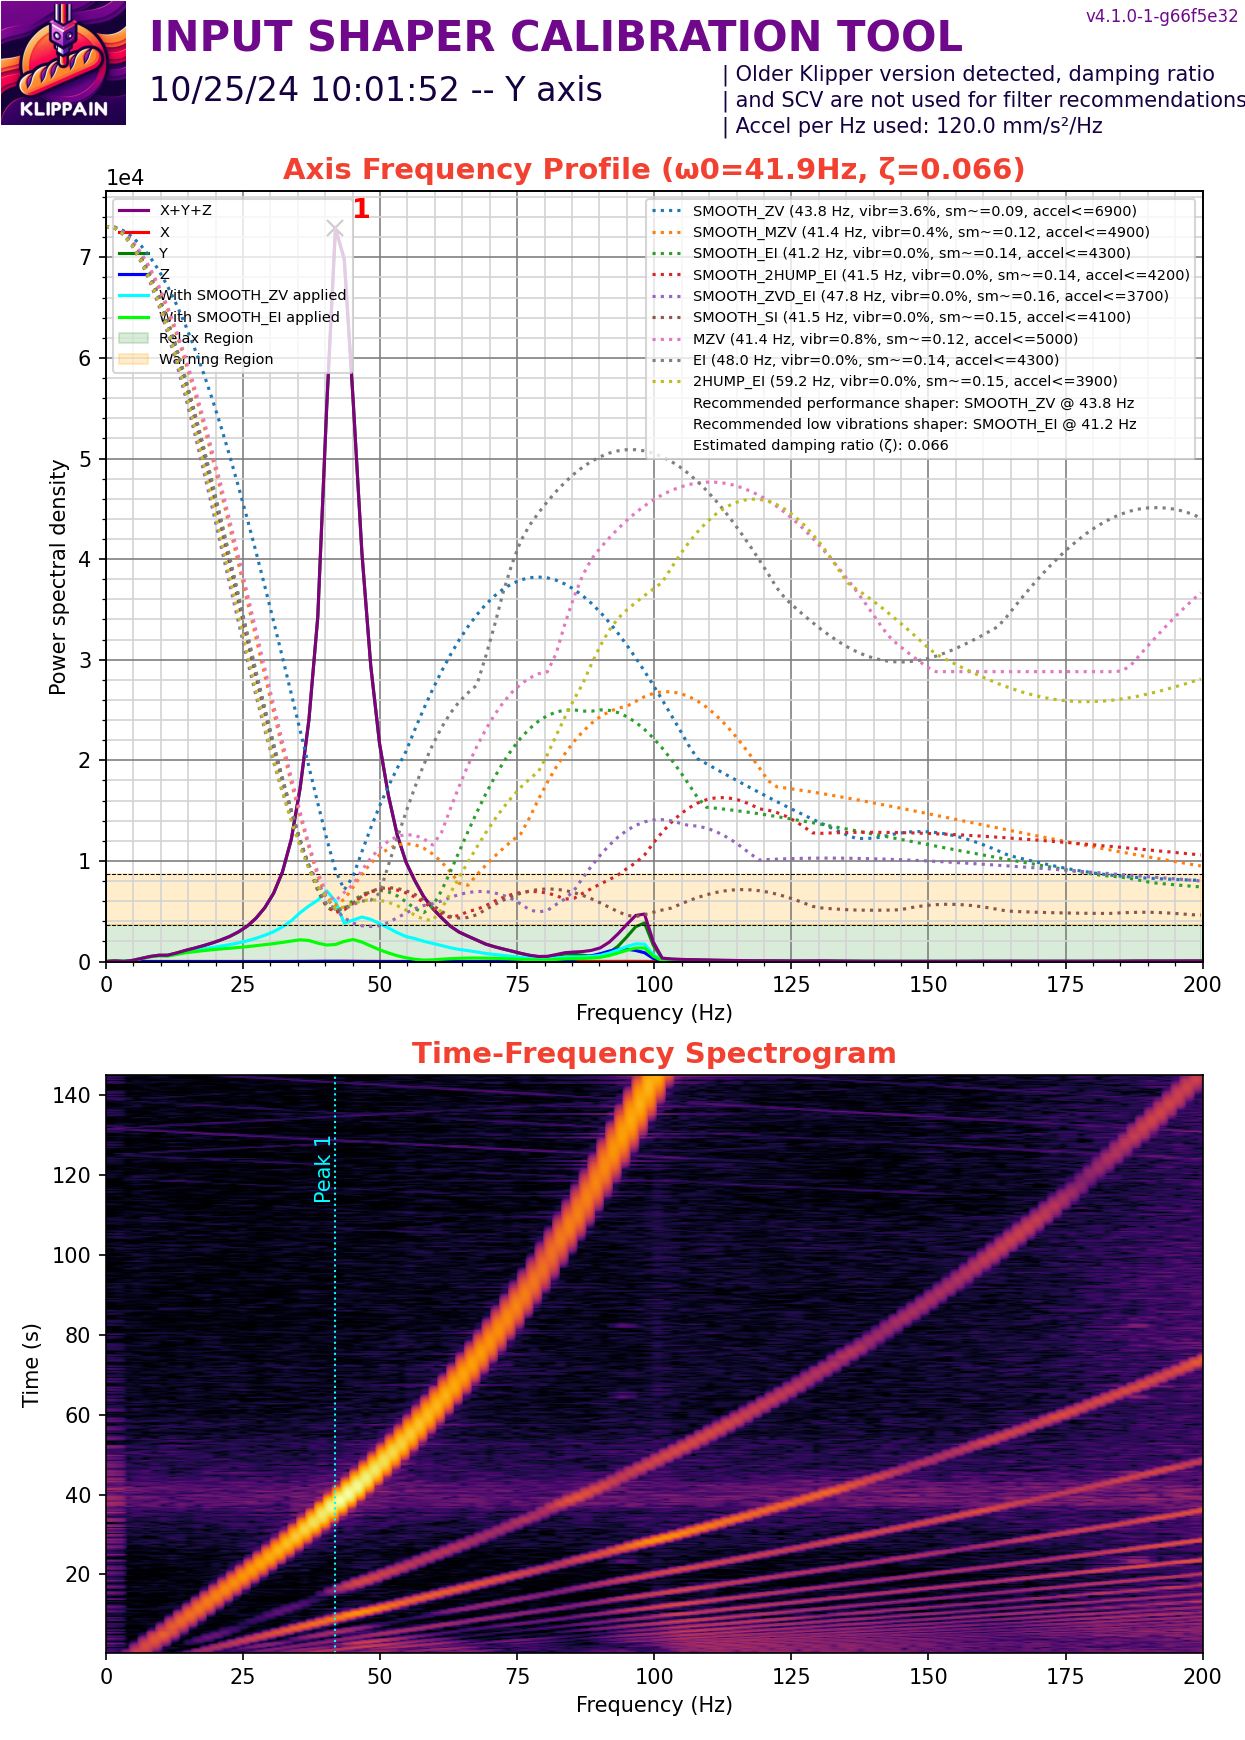 v4.1.0-1-g66f5e32
INPUT SHAPER CALIBRATION TOOL
10/25/24 10:01:52 -- Y axis
| Older Klipper version detected, damping ratio
| and SCV are not used for filter recommendations
| Accel per Hz used: 120.0 mm/s²/Hz
KLIPPAIN
Axis Frequency Profile (ω0=41.9Hz, ζ=0.066)
1e4
1
X+Y+Z
X
Y
Z
With SMOOTH_ZV applied
With SMOOTH_EI applied
Relax Region
Warning Region
SMOOTH_ZV (43.8 Hz, vibr=3.6%, sm~=0.09, accel<=6900)
SMOOTH_MZV (41.4 Hz, vibr=0.4%, sm~=0.12, accel<=4900)
SMOOTH_EI (41.2 Hz, vibr=0.0%, sm~=0.14, accel<=4300)
SMOOTH_2HUMP_EI (41.5 Hz, vibr=0.0%, sm~=0.14, accel<=4200)
SMOOTH_ZVD_EI (47.8 Hz, vibr=0.0%, sm~=0.16, accel<=3700)
SMOOTH_SI (41.5 Hz, vibr=0.0%, sm~=0.15, accel<=4100)
MZV (41.4 Hz, vibr=0.8%, sm~=0.12, accel<=5000)
EI (48.0 Hz, vibr=0.0%, sm~=0.14, accel<=4300)
2HUMP_EI (59.2 Hz, vibr=0.0%, sm~=0.15, accel<=3900)
Recommended performance shaper: SMOOTH_ZV @ 43.8 Hz
Recommended low vibrations shaper: SMOOTH_EI @ 41.2 Hz
Estimated damping ratio (ζ): 0.066
Power spectral density
7
6
5
4
3
2
1
0
0 25 50 75 100 125 150 175 200
Frequency (Hz)
Time-Frequency Spectrogram
Peak 1
Time (s)
140
120
100
80
60
40
20
0 25 50 75 100 125 150 175 200
Frequency (Hz)